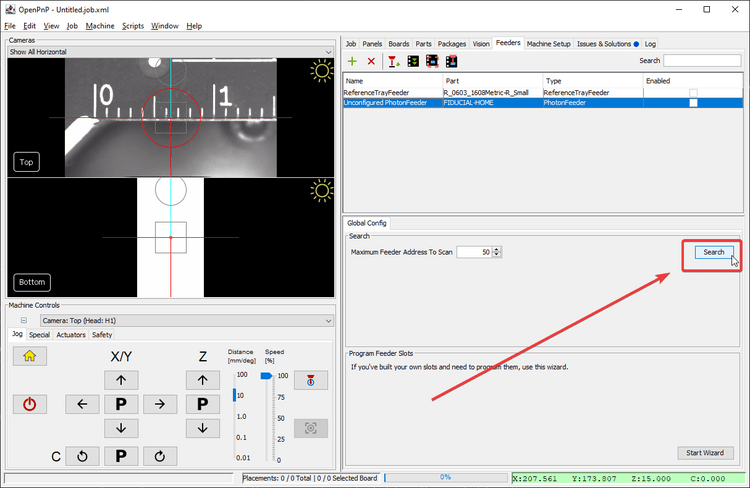 OpenPnP - Untitled.job.xml
File Edit View Job Machine Scripts Window Help
Cameras
Show All Horizontal
0 1
Top
Bottom
Machine Controls
Camera: Top (Head: H1)
Jog Special Actuators Safety
X/Y Z Distance [mm/deg] Speed [%]
100 100
10 75
P P
1.0 50
0.1 25
C P
0.01 0
Job Panels Boards Parts Packages Vision Feeders Machine Setup Issues & Solutions Log
Search
Name Part Type Enabled
ReferenceTrayFeeder R_0603_1608Metric-R_Small ReferenceTrayFeeder
Unconfigured PhotonFeeder FIDUCIAL-HOME PhotonFeeder
Global Config
Search
Maximum Feeder Address To Scan 50 Search
Program Feeder Slots
If you've built your own slots and need to program them, use this wizard.
Start Wizard
Placements: 0 / 0 Total | 0 / 0 Selected Board 0% X:207.561 Y:173.807 Z:15.000 C:0.000